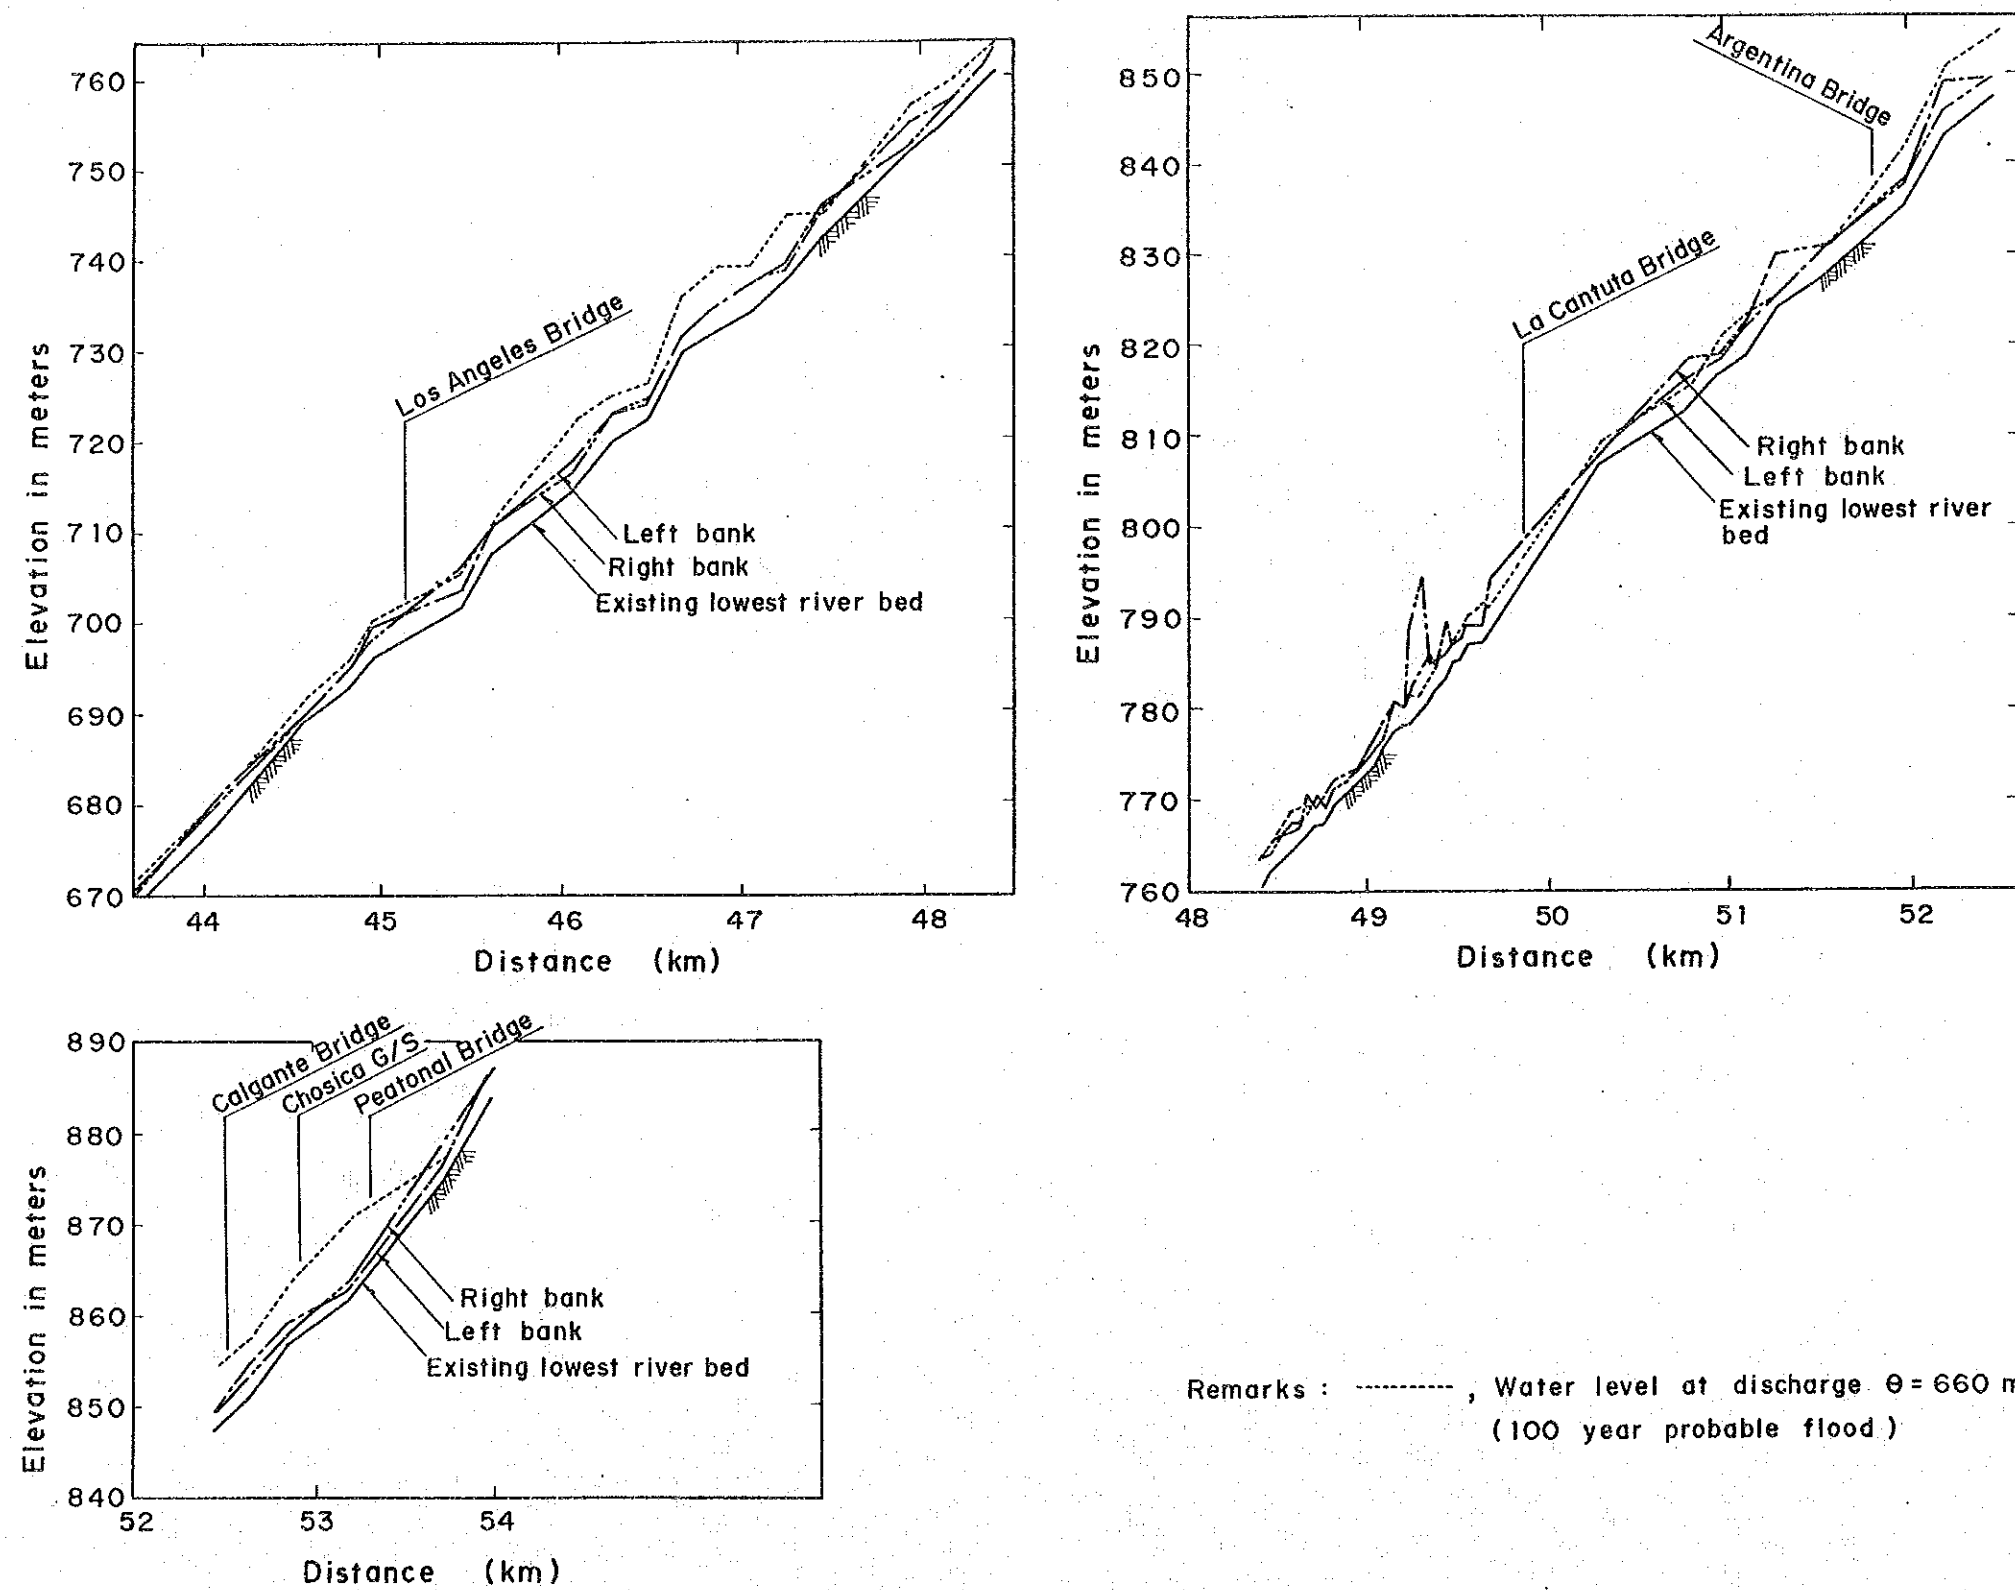 760
750
740
730
720
710
700
690
680
670
Elevation in meters
44 45 46 47 48
Distance (km)
Los Angeles Bridge
Left bank
Right bank
Existing lowest river bed
850
840
830
820
810
800
790
780
770
760
Elevation in meters
48 49 50 51 52
Distance (km)
Argentina Bridge
La Cantuta Bridge
Right bank
Left bank
Existing lowest river
bed
890
880
870
860
850
840
Elevation in meters
52 53 54
Distance (km)
Calgante Bridge
Chosica G/S
Peatonal Bridge
Right bank
Left bank
Existing lowest river bed
Remarks : ---------- , Water level at discharge θ = 660
(100 year probable flood)